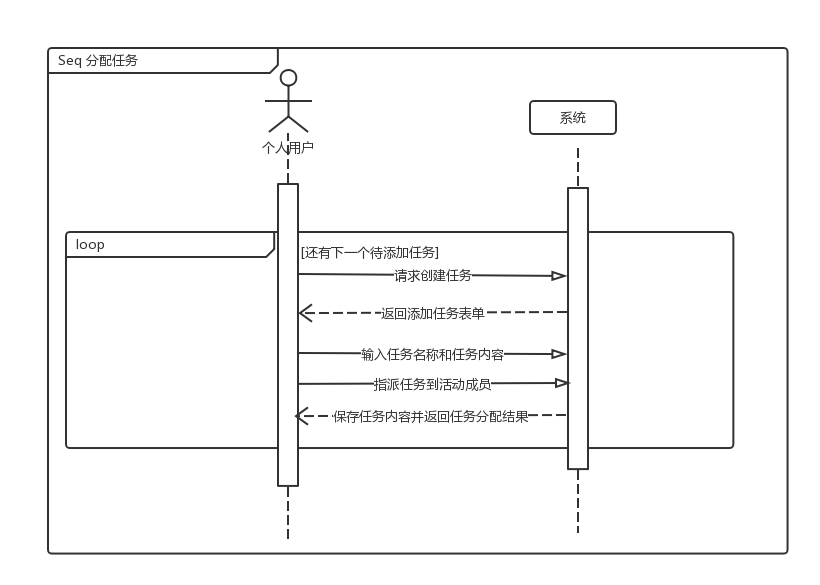 Seq 分配任务
个人用户
系统
loop
[还有下一个待添加任务]
请求创建任务
返回添加任务表单
输入任务名称和任务内容
指派任务到活动成员
保存任务内容并返回任务分配结果